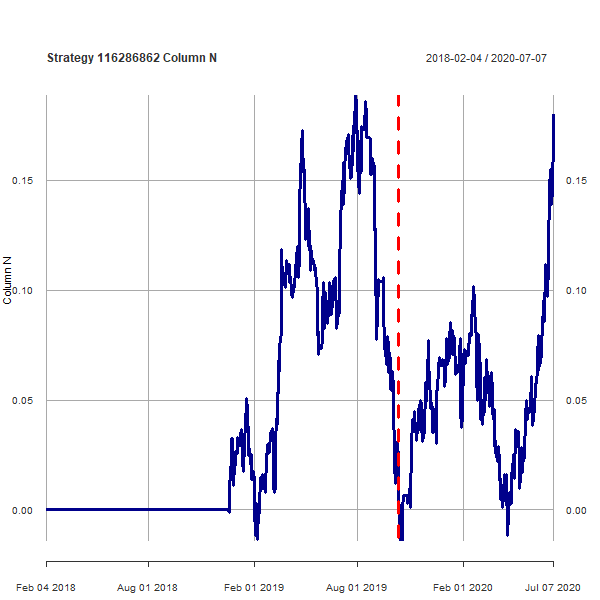 Strategy 116286862 Column N
2018-02-04 / 2020-07-07
Column N
0.15
0.10
0.05
0.00
0.15
0.10
0.05
0.00
Feb 04 2018
Aug 01 2018
Feb 01 2019
Aug 01 2019
Feb 01 2020
Jul 07 2020